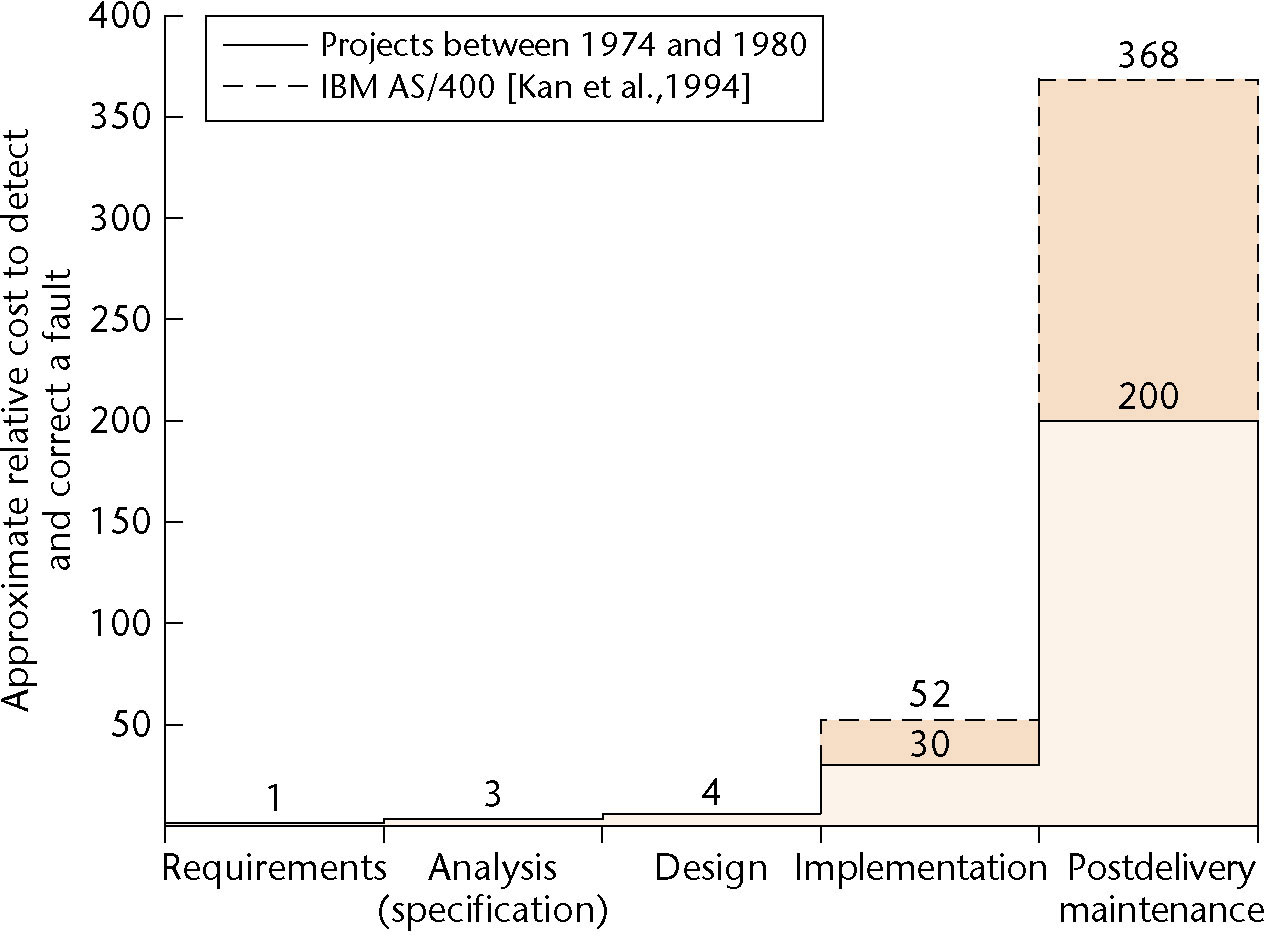 Approximate relative cost to detect
and correct a fault
400
350
300
250
200
150
100
50
Projects between 1974 and 1980
IBM AS/400 [Kan et al.,1994]
368
200
52
30
1
3
4
Requirements
Analysis
(specification)
Design
Implementation
Postdelivery
maintenance